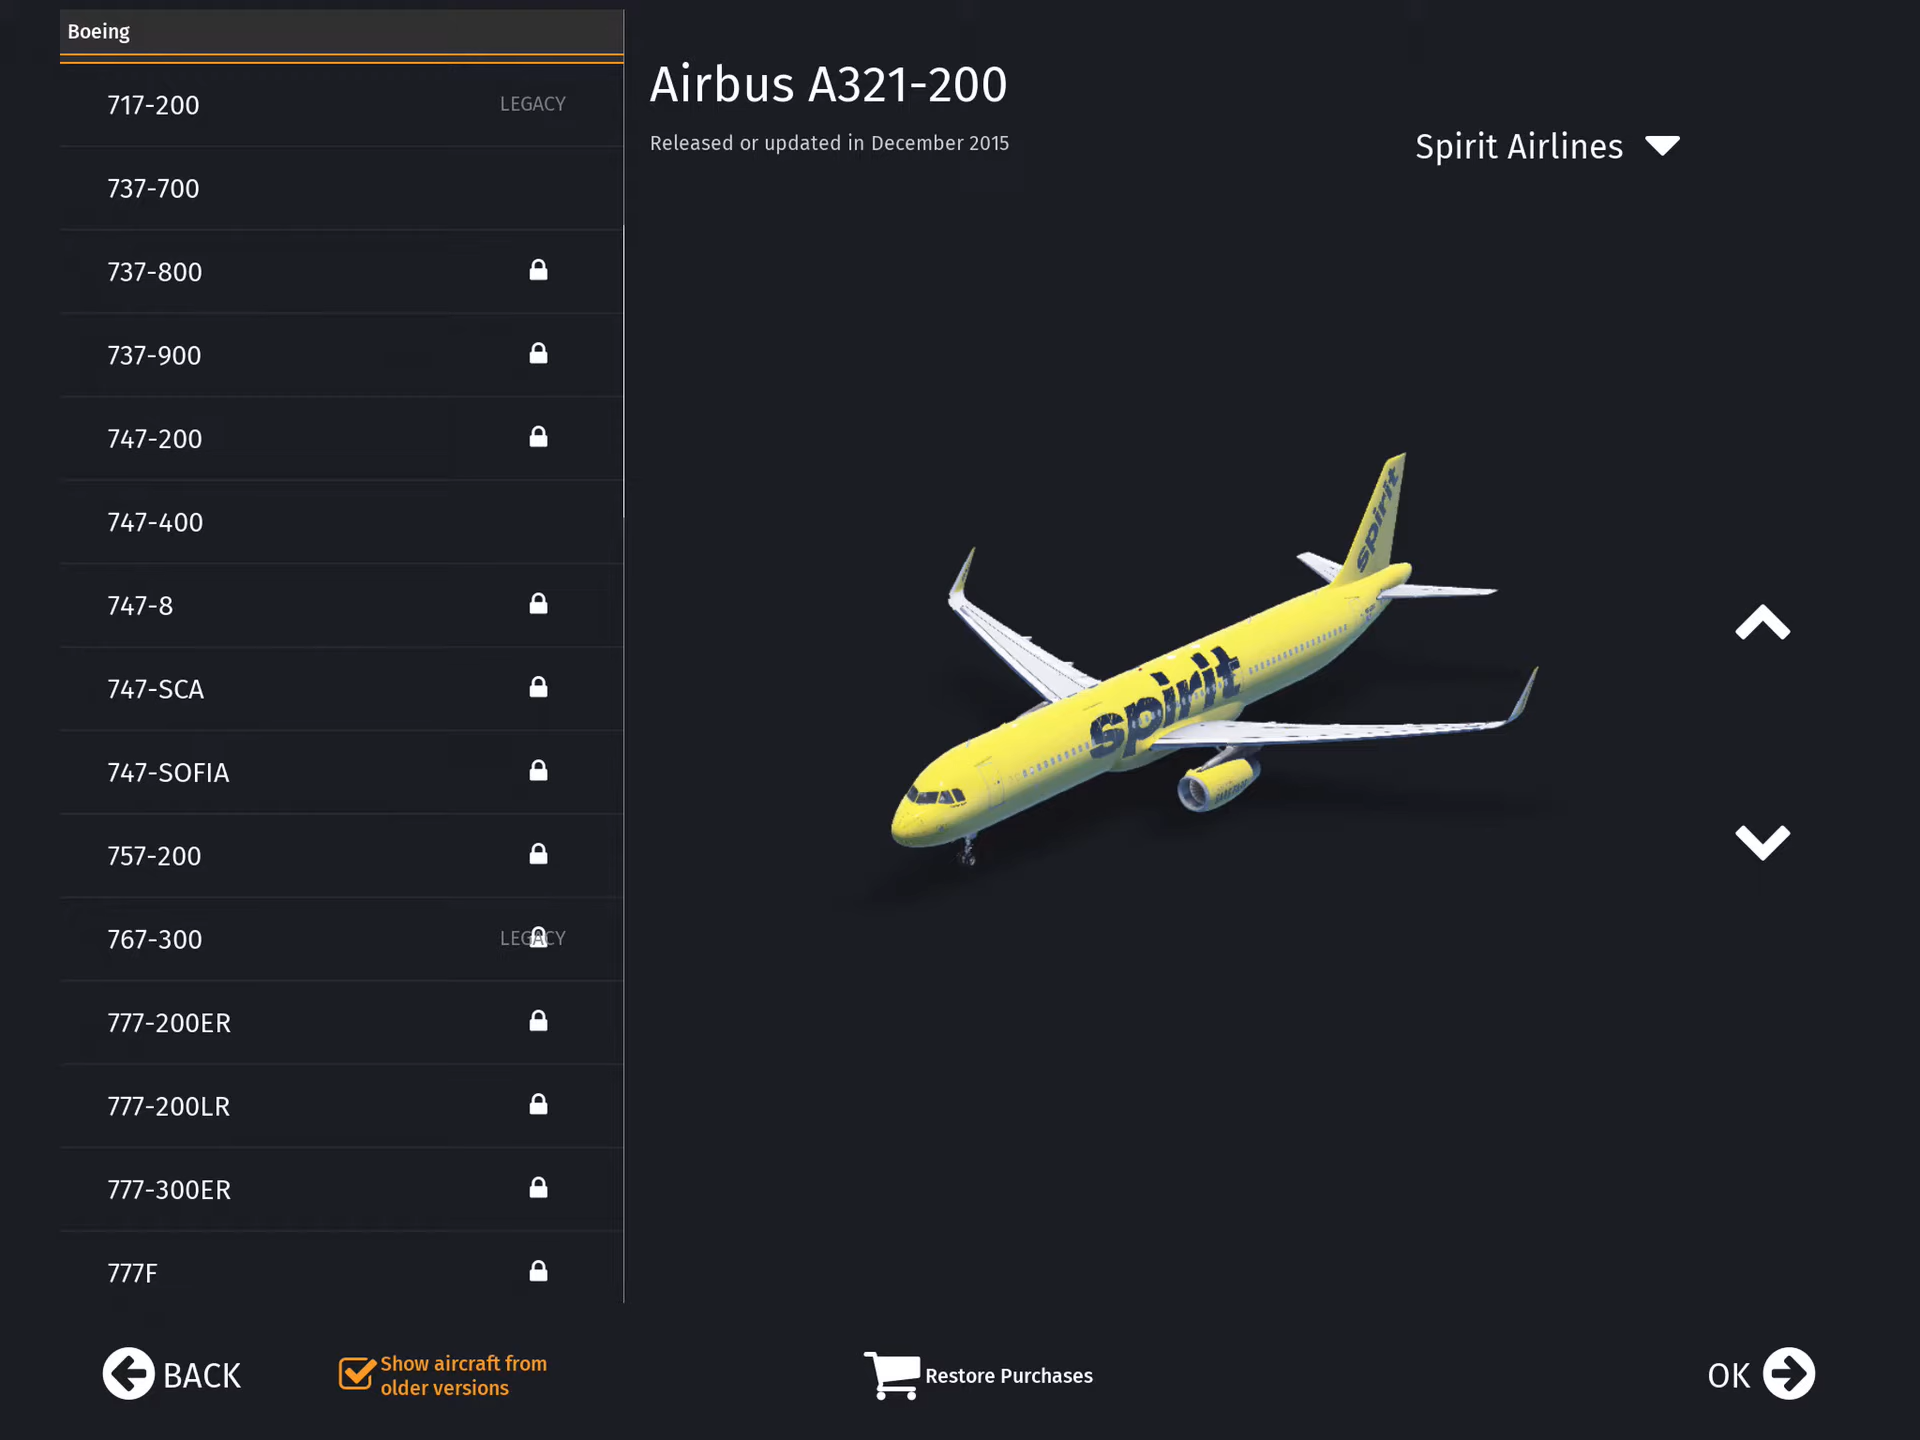 Boeing
717-200 LEGACY
737-700
737-800
737-900
747-200
747-400
747-8
747-SCA
747-SOFIA
757-200
767-300 LEGACY
777-200ER
777-200LR
777-300ER
777F
Airbus A321-200
Released or updated in December 2015
Spirit Airlines
spirit
spirit
BACK
Show aircraft from
older versions
Restore Purchases
OK